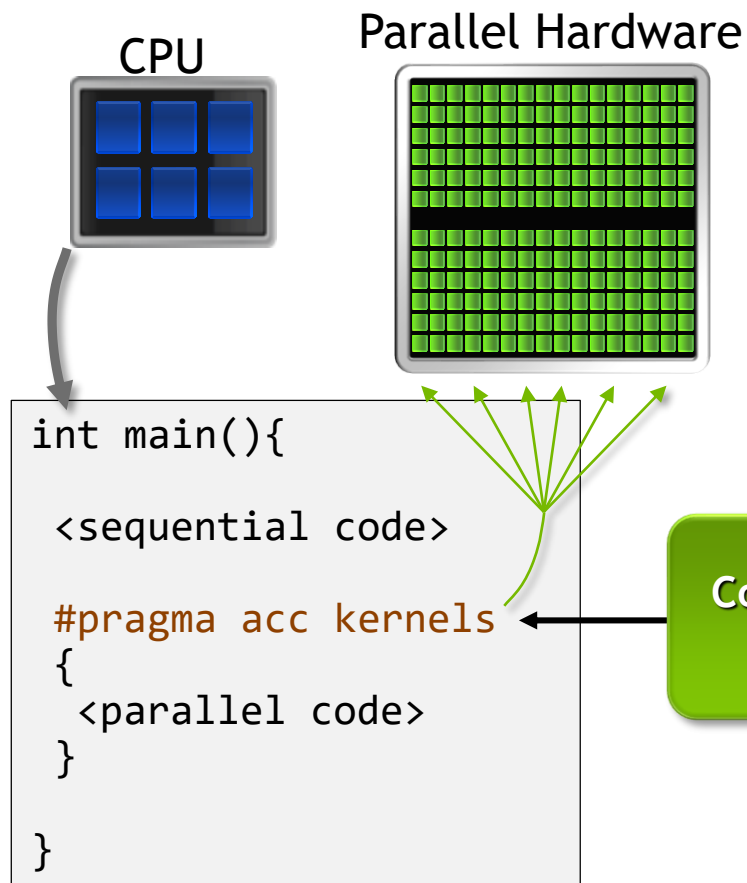 CPU
Parallel Hardware
int main(){
<sequential code>
#pragma acc kernels
{
<parallel code>
}
}